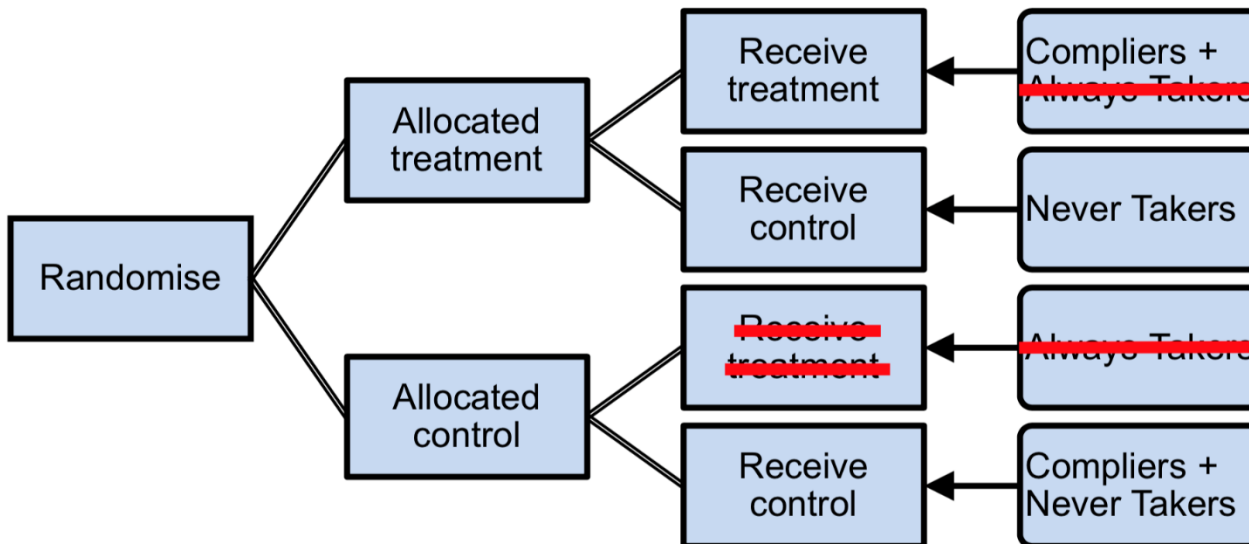 Randomise
Allocated
treatment
Allocated
control
Receive
treatment
Receive
control
Receive
treatment
Receive
control
Compliers +
Always Takers
Never Takers
Always Takers
Compliers +
Never Takers